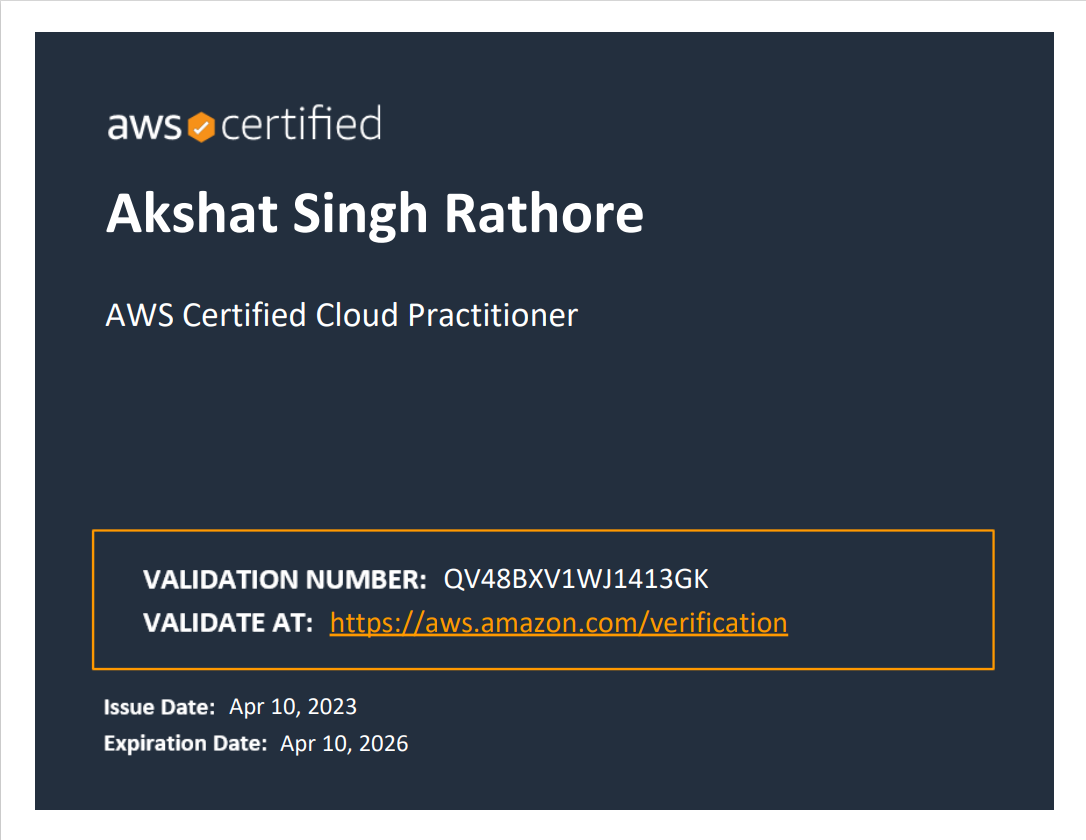 aws certified
Akshat Singh Rathore
AWS Certified Cloud Practitioner
VALIDATION NUMBER: QV48BXV1WJ1413GK
VALIDATE AT: https://aws.amazon.com/verification
Issue Date: Apr 10, 2023
Expiration Date: Apr 10, 2026